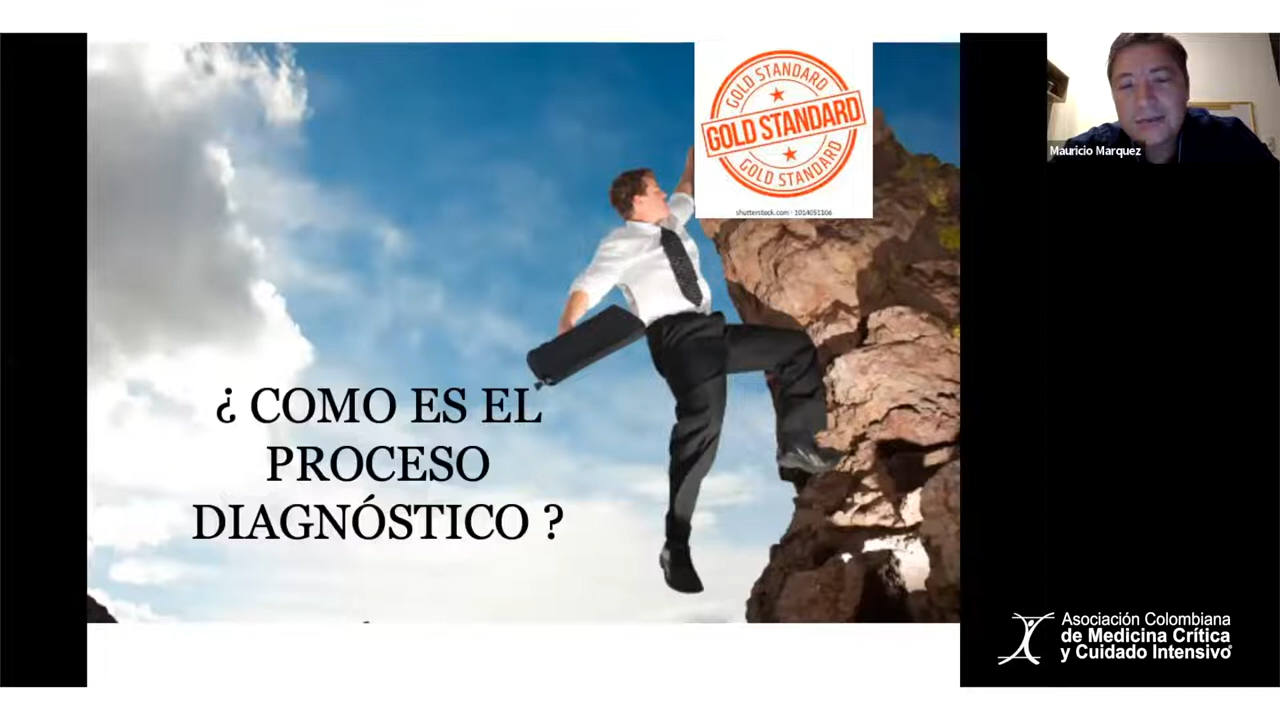 GOLD STANDARD
GOLD STANDARD
GOLD STANDARD
shutterstock.com · 1014051106
Mauricio Marquez
¿ COMO ES EL
PROCESO
DIAGNÓSTICO ?
Asociación Colombiana
de Medicina Crítica
y Cuidado Intensivo